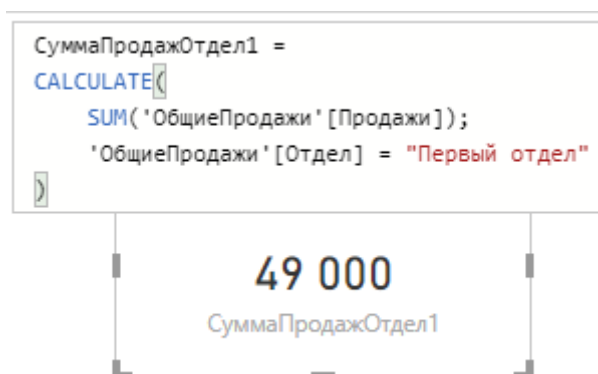 СуммаПродажОтдел1 =
CALCULATE(
SUM('ОбщиеПродажи'[Продажи]);
'ОбщиеПродажи'[Отдел] = "Первый отдел"
)
49 000
СуммаПродажОтдел1